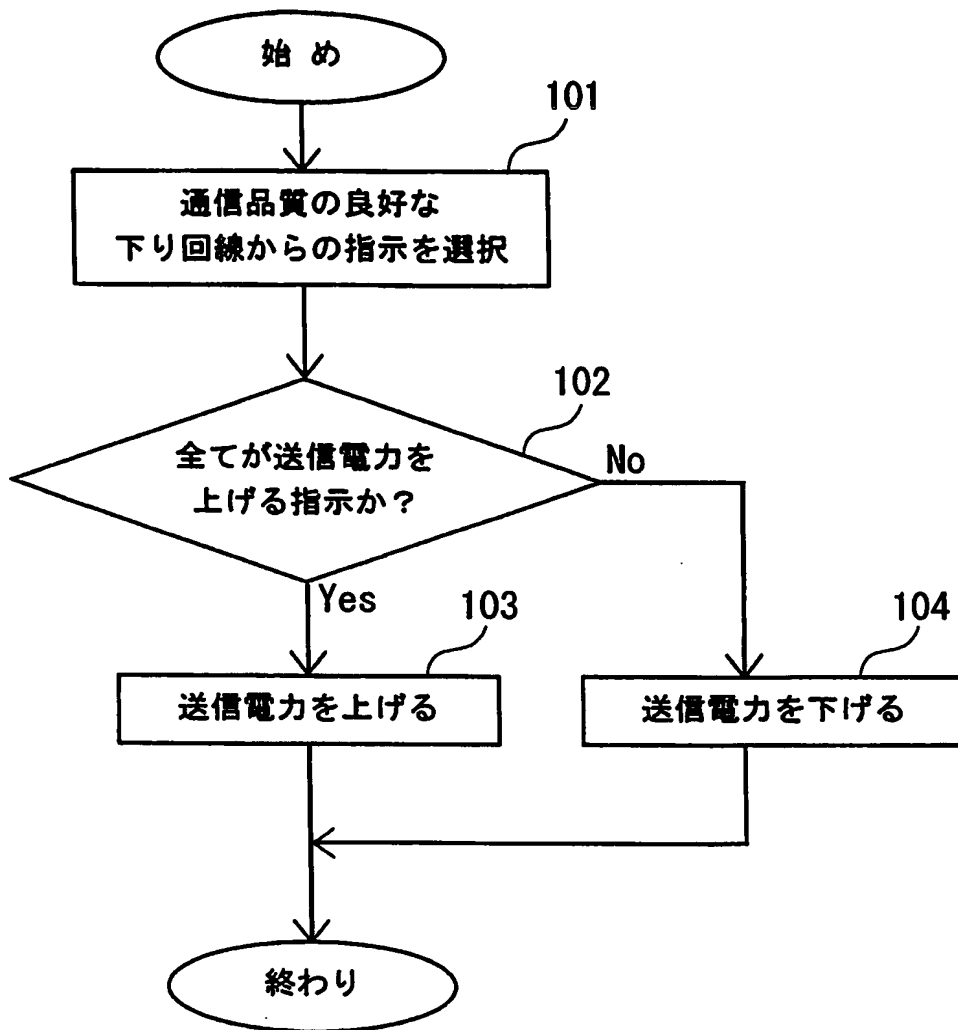 始め
101
通信品質の良好な
下り回線からの指示を選択
102
全てが送信電力を
上げる指示か?
No
Yes
103
104
送信電力を上げる
送信電力を下げる
終わり